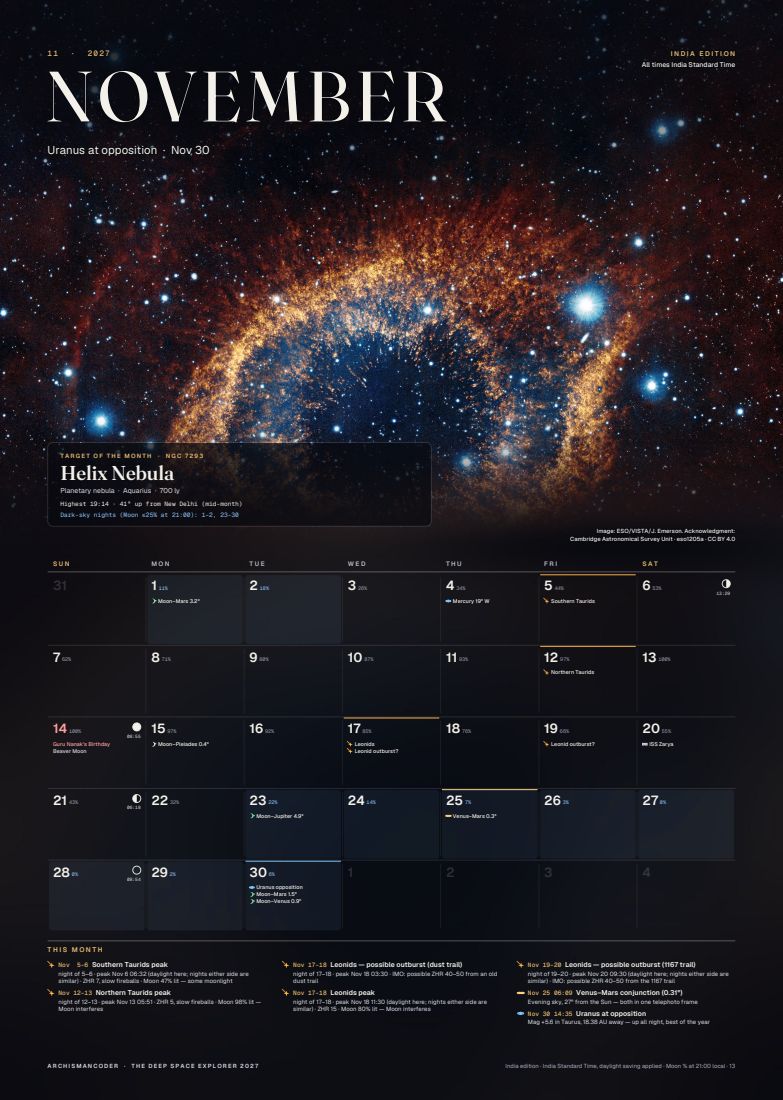 11 · 2027
INDIA EDITION
NOVEMBER
All times India Standard Time
Uranus at opposition · Nov 30
TARGET OF THE MONTH · NGC 7293
Helix Nebula
Planetary nebula · Aquarius · 700 ly
Highest 19:14 · 41° up from New Delhi (mid-month)
Dark-sky nights (Moon ≤25% at 21:00): 1–2, 23–30
Image: ESO/VISTA/J. Emerson. Acknowledgment:
Cambridge Astronomical Survey Unit · eso1205a · CC BY 4.0
SUN MON TUE WED THU FRI SAT
31 1 11% 2 18% 3 26% 4 34% 5 44% 6 53%
13:29
Moon–Mars 3.2° Mercury 19° W Southern Taurids
7 62% 8 71% 9 80% 10 87% 11 93% 12 97% 13 100%
Northern Taurids
14 100% 15 97% 16 92% 17 85% 18 76% 19 66% 20 55%
08:55
Guru Nanak's Birthday Moon–Pleiades 0.4° Leonids Leonid outburst? ISS Zarya
Beaver Moon Leonid outburst?
21 43% 22 32% 23 22% 24 14% 25 7% 26 3% 27 0%
06:18
Moon–Jupiter 4.9° Venus–Mars 0.3°
28 0% 29 2% 30 6% 1 2 3 4
08:54
Uranus opposition
Moon–Mars 1.5°
Moon–Venus 0.9°
THIS MONTH
Nov 5–6 Southern Taurids peak
night of 5–6 · peak Nov 6 06:32 (daylight here; nights either side are
similar) · ZHR 7, slow fireballs · Moon 47% lit — some moonlight
Nov 12–13 Northern Taurids peak
night of 12–13 · peak Nov 13 05:51 · ZHR 5, slow fireballs · Moon 98% lit —
Moon interferes
Nov 17–18 Leonids — possible outburst (dust trail)
night of 17–18 · peak Nov 18 03:30 · IMO: possible ZHR 40–50 from an old
dust trail
Nov 17–18 Leonids peak
night of 17–18 · peak Nov 18 11:30 (daylight here; nights either side are
similar) · ZHR 15 · Moon 80% lit — Moon interferes
Nov 19–20 Leonids — possible outburst (1167 trail)
night of 19–20 · peak Nov 20 09:30 (daylight here; nights either side are
similar) · IMO: possible ZHR 40–50 from the 1167 trail
Nov 25 06:09 Venus–Mars conjunction (0.31°)
Evening sky, 27° from the Sun — both in one telephoto frame
Nov 30 14:35 Uranus at opposition
Mag +5.6 in Taurus, 18.38 AU away — up all night, best of the year
ARCHISMANCODER · THE DEEP SPACE EXPLORER 2027
India edition · India Standard Time, daylight saving applied · Moon % at 21:00 local · 13